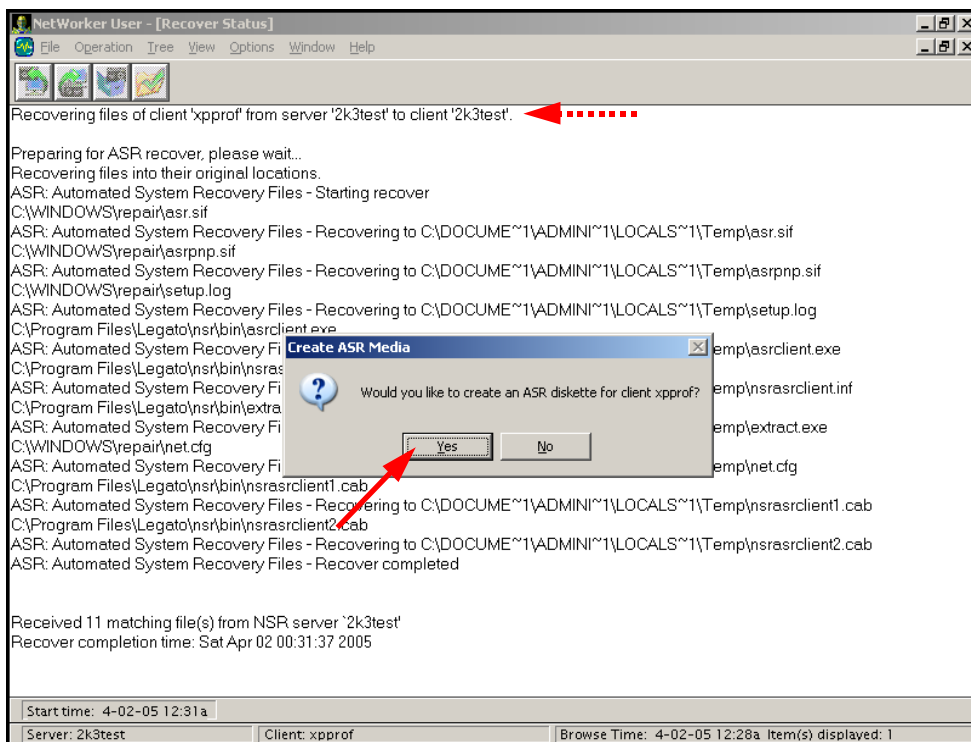 NetWorker User - [Recover Status]
File Operation Tree View Options Window Help
Recovering files of client 'xpprof' from server '2k3test' to client '2k3test'.
Preparing for ASR recover, please wait...
Recovering files into their original locations.
ASR: Automated System Recovery Files - Starting recover
C:\WINDOWS\repair\asr.sif
ASR: Automated System Recovery Files - Recovering to C:\DOCUME~1\ADMINI~1\LOCALS~1\Temp\asr.sif
C:\WINDOWS\repair\asrpnp.sif
ASR: Automated System Recovery Files - Recovering to C:\DOCUME~1\ADMINI~1\LOCALS~1\Temp\asrpnp.sif
C:\WINDOWS\repair\setup.log
ASR: Automated System Recovery Files - Recovering to C:\DOCUME~1\ADMINI~1\LOCALS~1\Temp\setup.log
C:\Program Files\Legato\nsr\bin\asrclient.exe
ASR: Automated System Recovery Fi emp\asrclient.exe
C:\Program Files\Legato\nsr\bin\nsras
ASR: Automated System Recovery Fi emp\nsrasrclient.inf
C:\Program Files\Legato\nsr\bin\extra
ASR: Automated System Recovery Fi emp\extract.exe
C:\WINDOWS\repair\net.cfg
ASR: Automated System Recovery Fi emp\net.cfg
Create ASR Media
Would you like to create an ASR diskette for client xpprof?
Yes No
C:\Program Files\Legato\nsr\bin\nsrasrclient1.cab
ASR: Automated System Recovery Files - Recovering to C:\DOCUME~1\ADMINI~1\LOCALS~1\Temp\nsrasrclient1.cab
C:\Program Files\Legato\nsr\bin\nsrasrclient2.cab
ASR: Automated System Recovery Files - Recovering to C:\DOCUME~1\ADMINI~1\LOCALS~1\Temp\nsrasrclient2.cab
ASR: Automated System Recovery Files - Recover completed
Received 11 matching file(s) from NSR server `2k3test'
Recover completion time: Sat Apr 02 00:31:37 2005
Start time: 4-02-05 12:31a
Server: 2k3test Client: xpprof Browse Time: 4-02-05 12:28a Item(s) displayed: 1